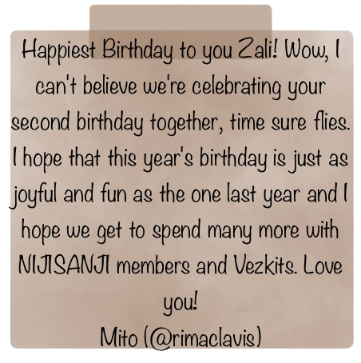 Happiest Birthday to you Zali! Wow, I
can't believe we're celebrating your
second birthday together, time sure flies.
I hope that this year's birthday is just as
joyful and fun as the one last year and I
hope we get to spend many more with
NIJISANJI members and Vezkits. Love
you!
Mito (@rimaclavis)